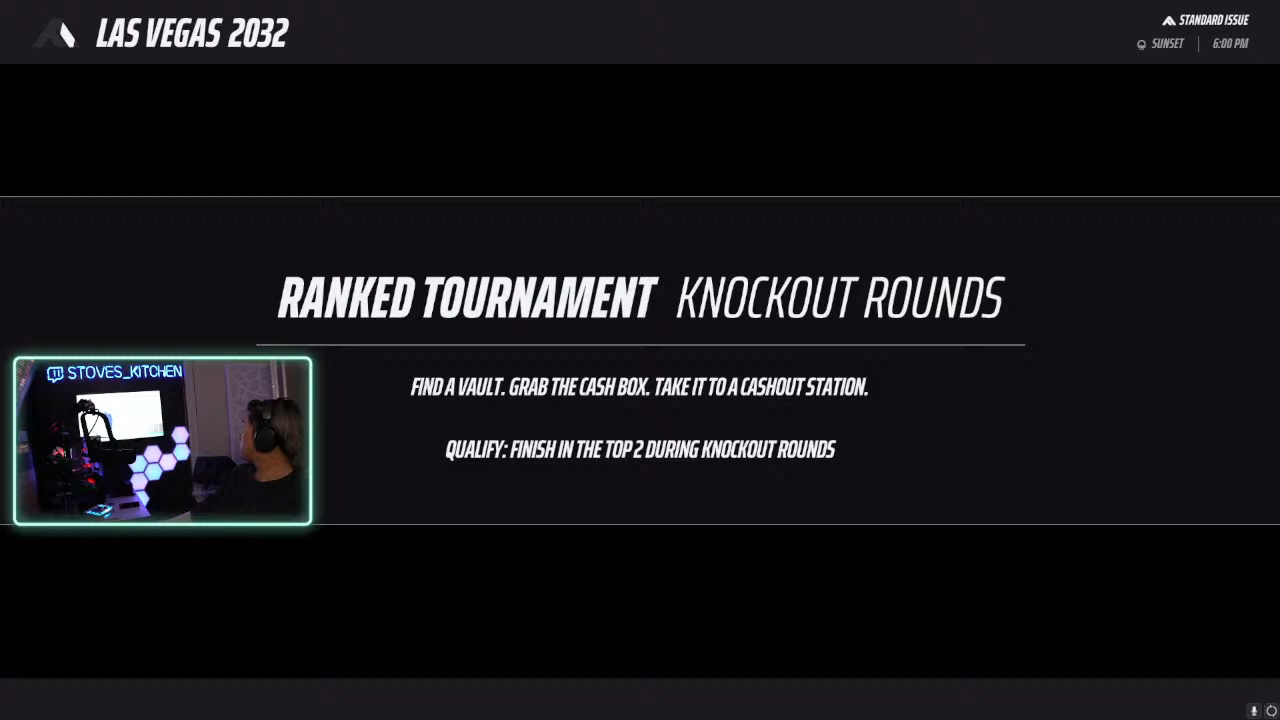 LAS VEGAS 2032
STANDARD ISSUE
SUNSET
6:00 PM
RANKED TOURNAMENT KNOCKOUT ROUNDS
FIND A VAULT. GRAB THE CASH BOX. TAKE IT TO A CASHOUT STATION.
QUALIFY: FINISH IN THE TOP 2 DURING KNOCKOUT ROUNDS
STOVES_KITCHEN